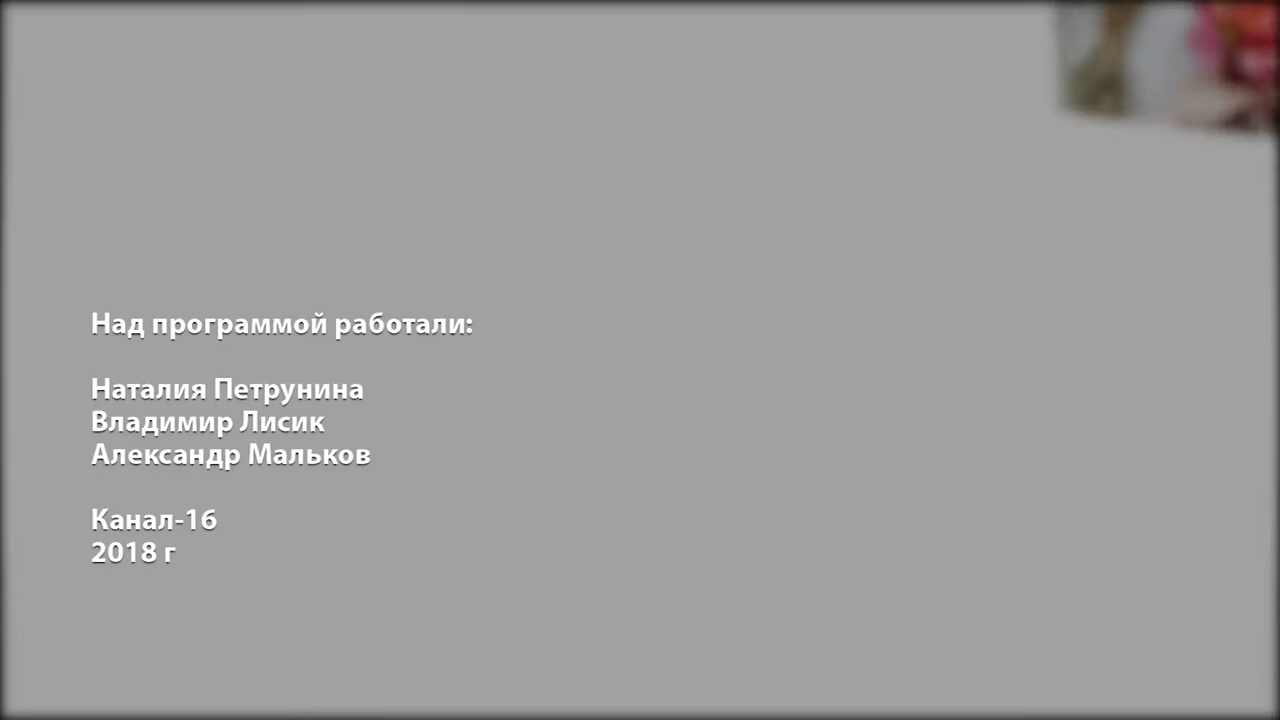 Над программой работали:
Наталия Петрунина
Владимир Лисик
Александр Мальков
Канал-16
2018 г